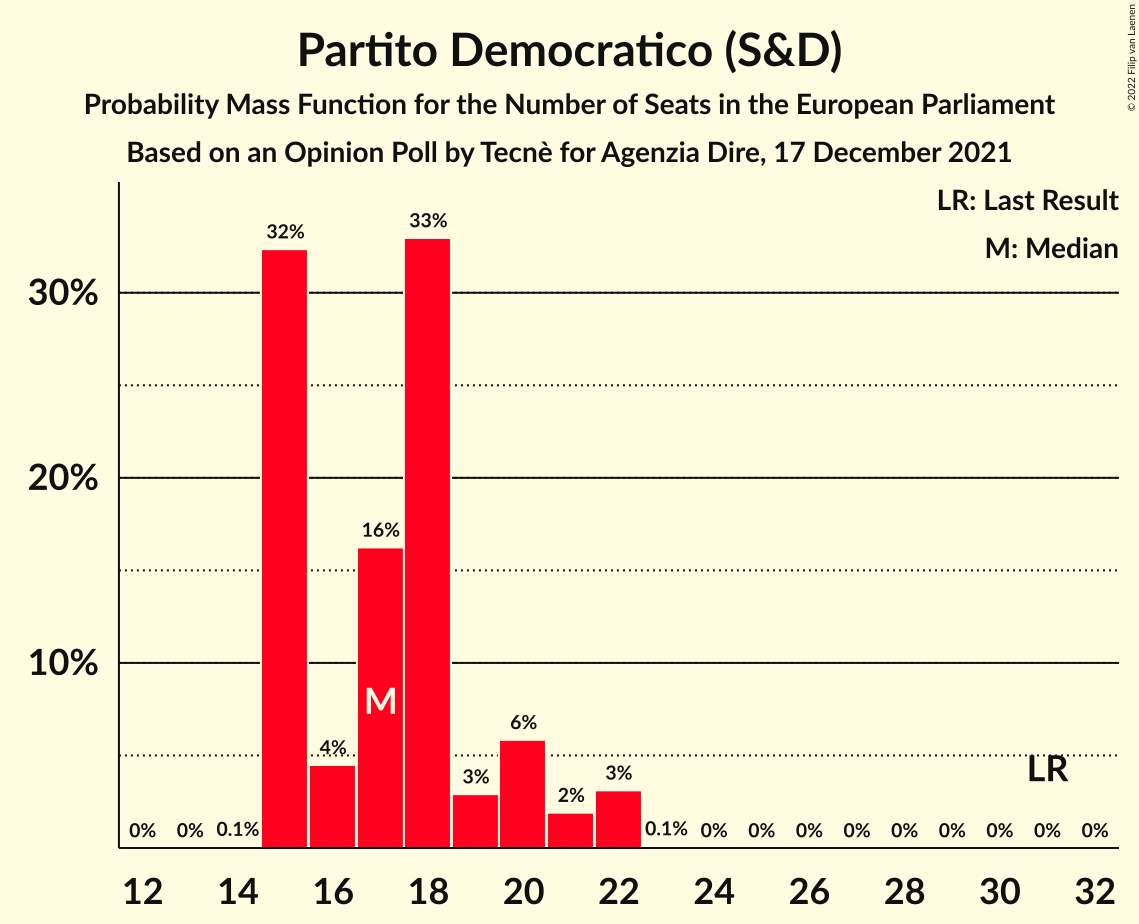 Partito Democratico (S&D)
Probability Mass Function for the Number of Seats in the European Parliament
Based on an Opinion Poll by Tecnè for Agenzia Dire, 17 December 2021
© 2022 Filip van Laenen
LR: Last Result
M: Median
30%
20%
10%
0% 0% 0.1% 32% 4% 16% 33% 3% 6% 2% 3% 0.1% 0% 0% 0% 0% 0% 0% 0% 0% 0%
M
LR
12 14 16 18 20 22 24 26 28 30 32